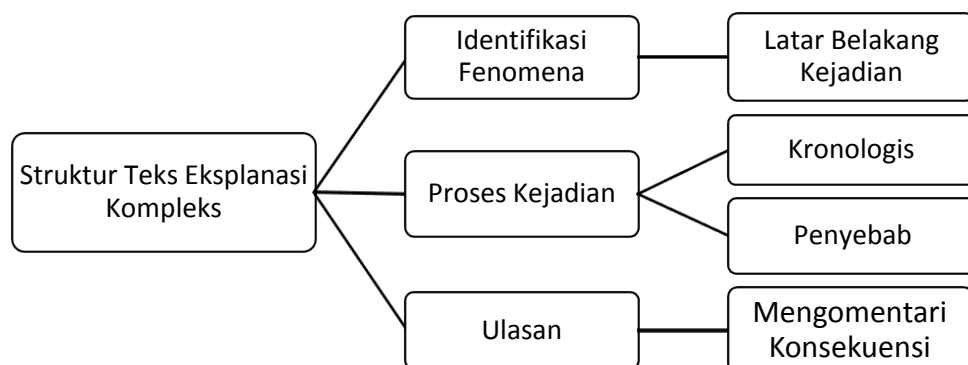 Struktur Teks Eksplanasi
Kompleks
Identifikasi
Fenomena
Latar Belakang
Kejadian
Proses Kejadian
Kronologis
Penyebab
Ulasan
Mengomentari
Konsekuensi